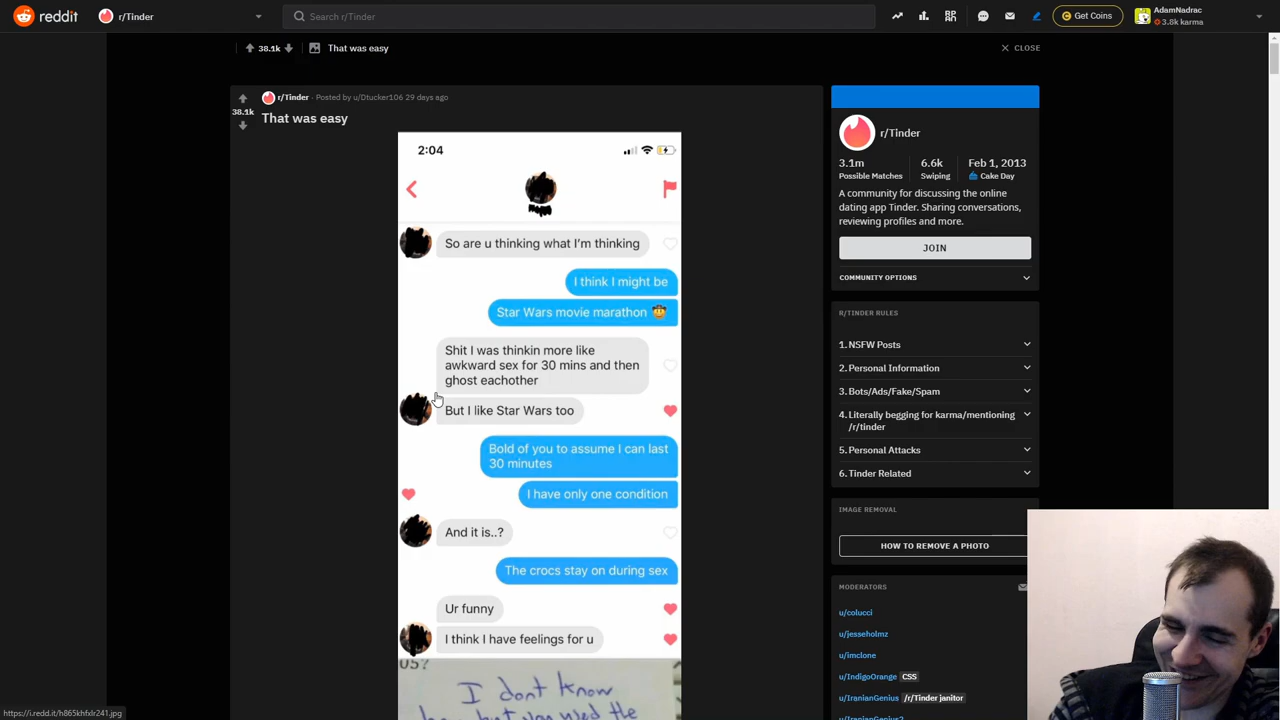 reddit
r/Tinder
Search r/Tinder
Get Coins
AdamNadrac
3.8k karma
38.1k
That was easy
CLOSE
38.1k
r/Tinder · Posted by u/Dtucker106 29 days ago
That was easy
2:04
So are u thinking what I'm thinking
I think I might be
Star Wars movie marathon 🤠
Shit I was thinkin more like
awkward sex for 30 mins and then
ghost eachother
But I like Star Wars too
Bold of you to assume I can last
30 minutes
I have only one condition
And it is..?
The crocs stay on during sex
Ur funny
I think I have feelings for u
I dont know
r/Tinder
3.1m
Possible Matches
6.6k
Swiping
Feb 1, 2013
Cake Day
A community for discussing the online
dating app Tinder. Sharing conversations,
reviewing profiles and more.
JOIN
COMMUNITY OPTIONS
R/TINDER RULES
1. NSFW Posts
2. Personal Information
3. Bots/Ads/Fake/Spam
4. Literally begging for karma/mentioning
/r/tinder
5. Personal Attacks
6. Tinder Related
IMAGE REMOVAL
HOW TO REMOVE A PHOTO
MODERATORS
u/colucci
u/jesseholmz
u/imclone
u/IndigoOrange CSS
u/IranianGenius /r/Tinder janitor
u/IranianGenius2
https://i.redd.it/h865khfxlr241.jpg